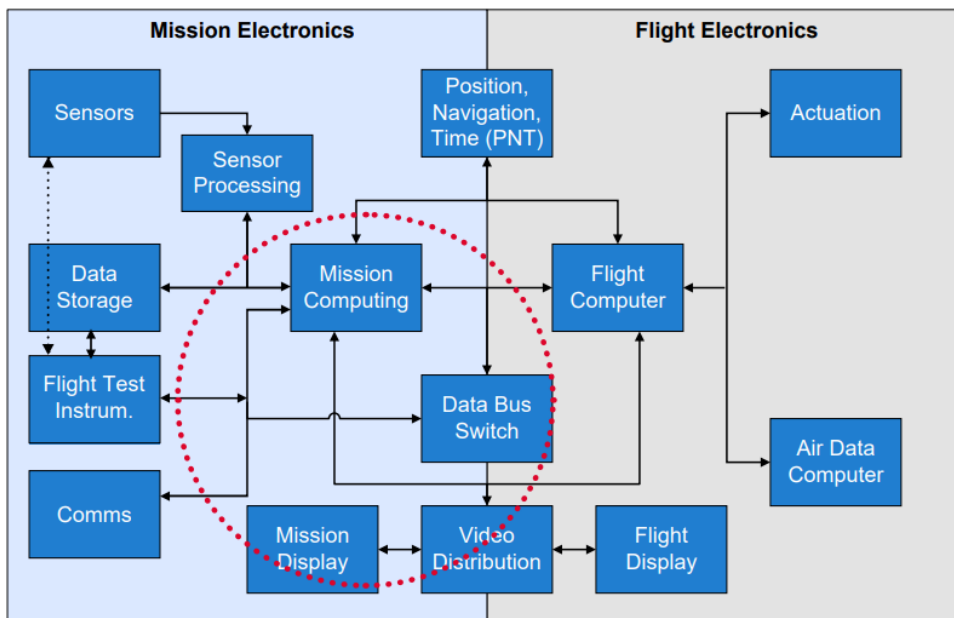 Mission Electronics
Flight Electronics
Sensors
Position,
Navigation,
Time (PNT)
Actuation
Sensor
Processing
Data
Storage
Mission
Computing
Flight
Computer
Flight Test
Instrum.
Data Bus
Switch
Air Data
Computer
Comms
Mission
Display
Video
Distribution
Flight
Display